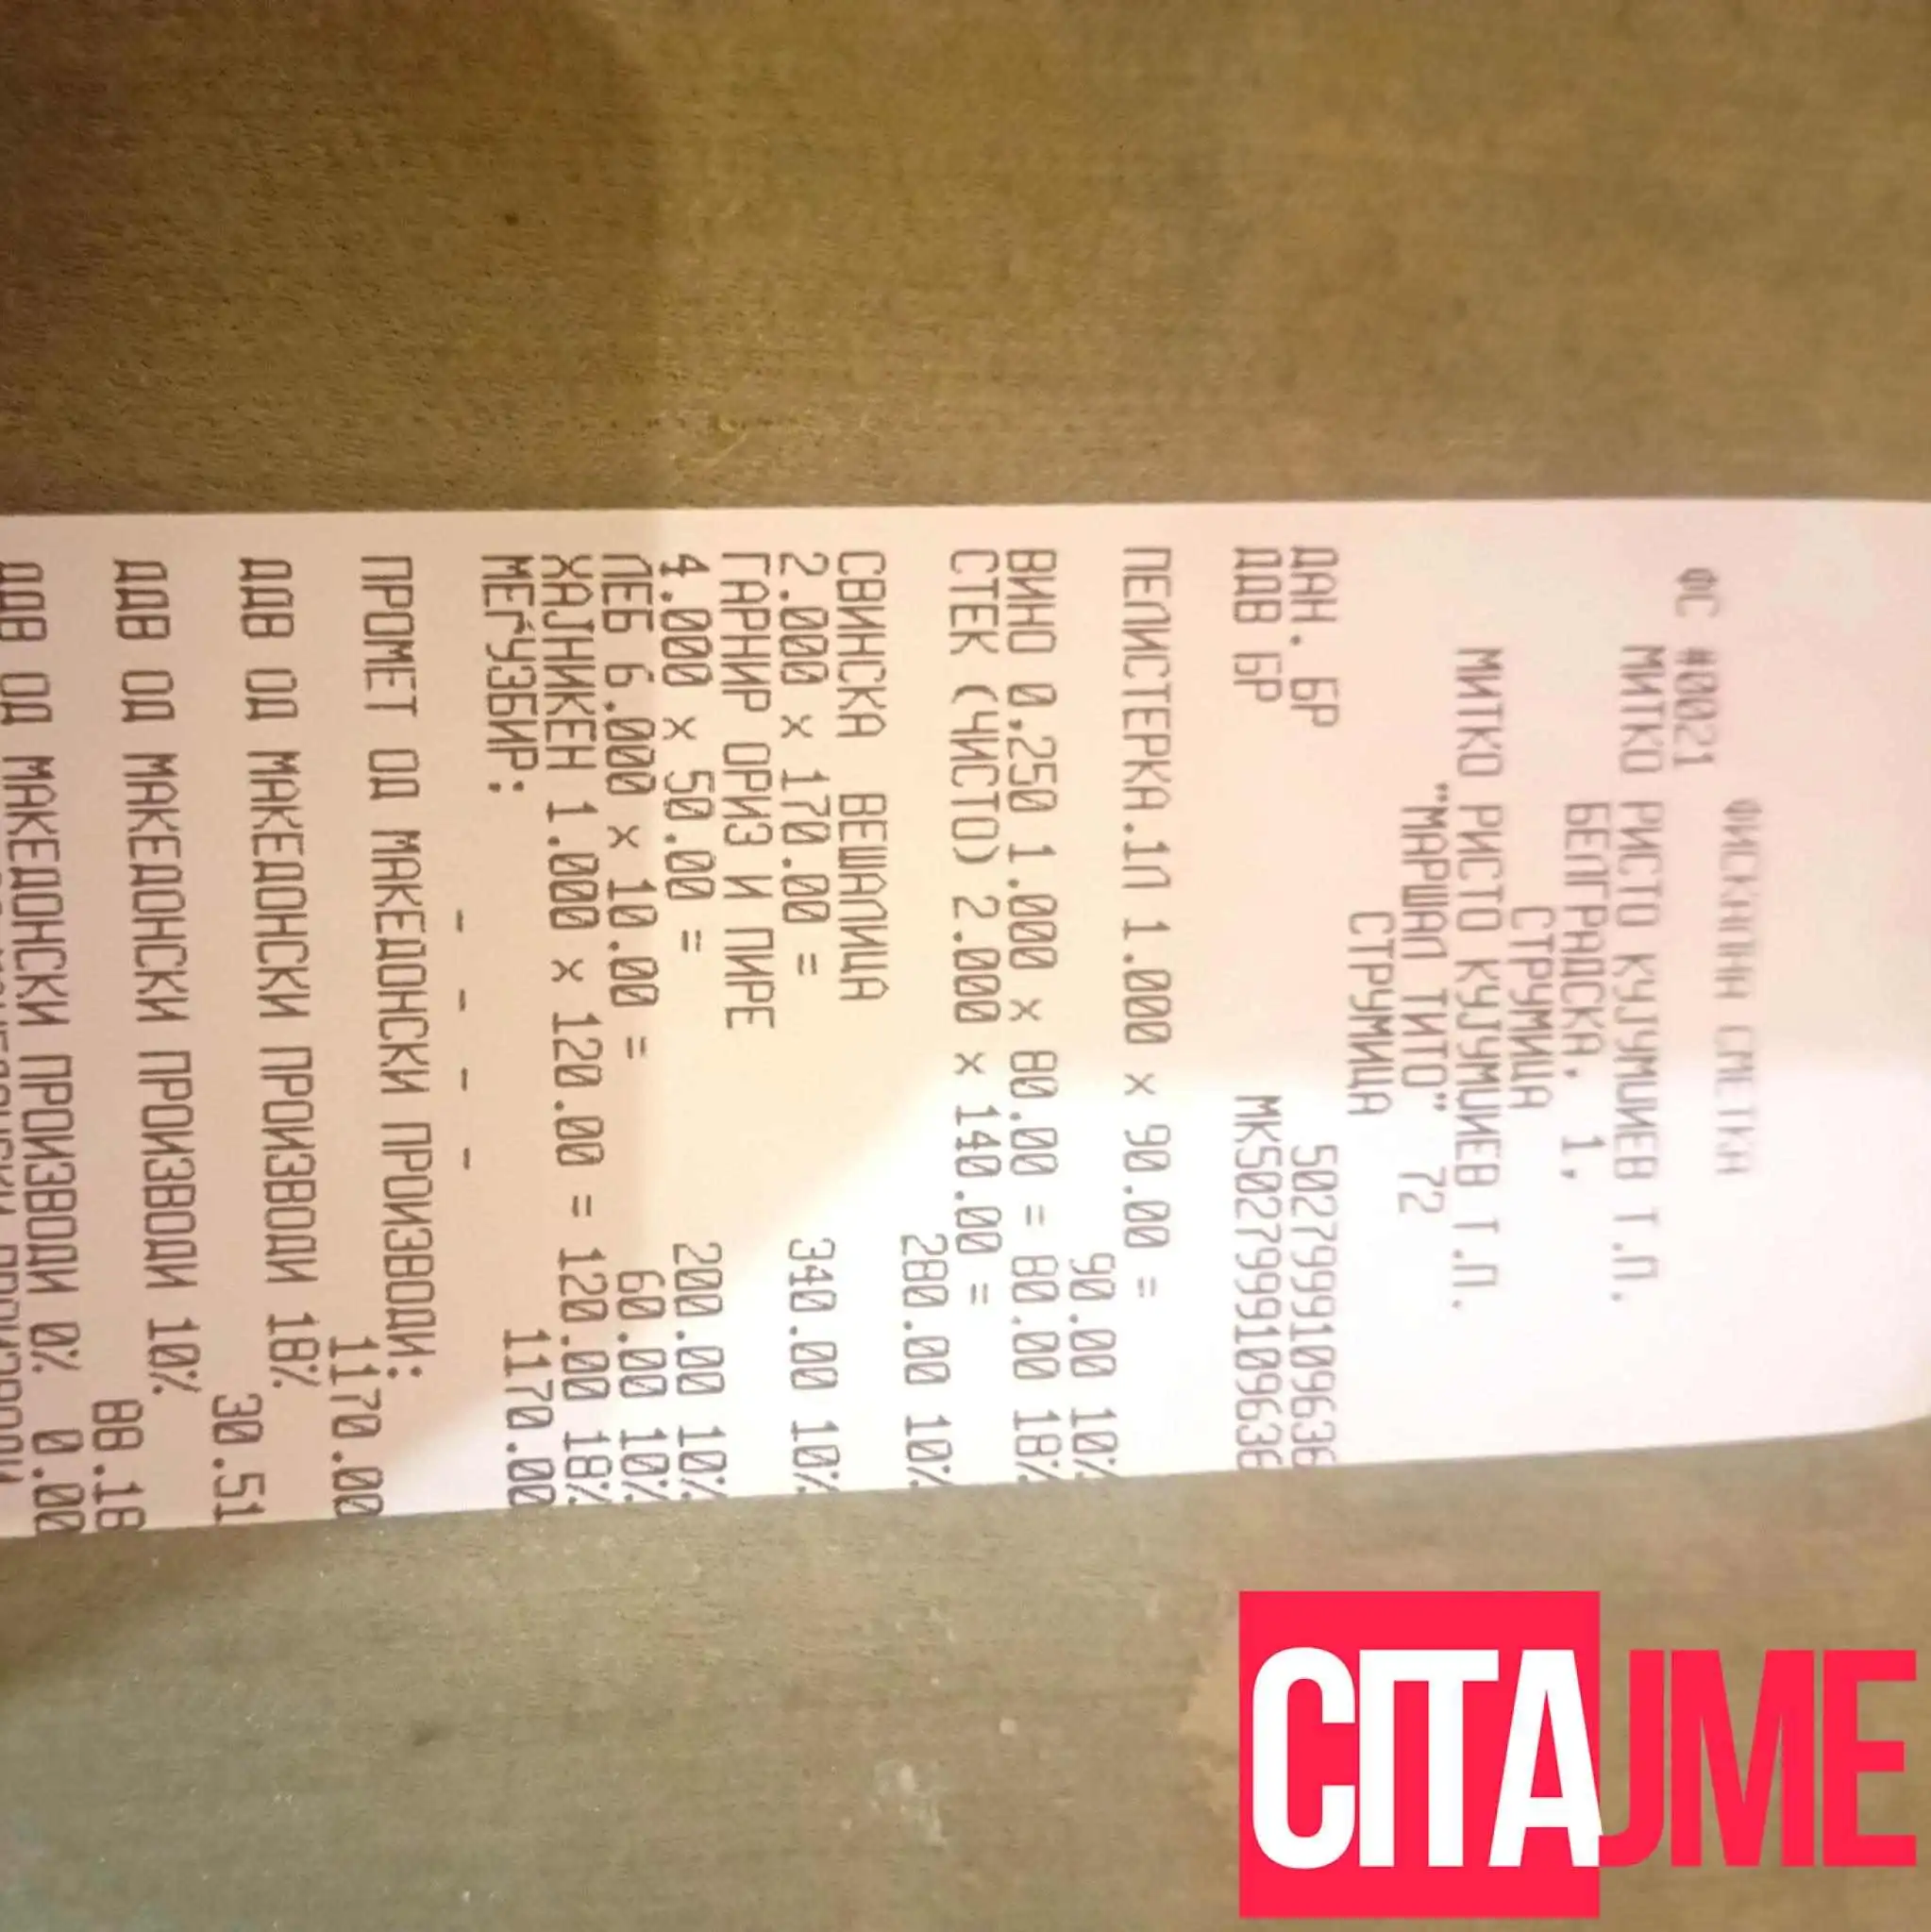 ФИСКАЛНА СМЕТКА
ФС #0021
МИТКО РИСТО КУЈУМЏИЕВ Т.П.
БЕЛГРАДСКА, 1,
СТРУМИЦА
МИТКО РИСТО КУЈУМЏИЕВ Т.П.
"МАРШАЛ ТИТО" 72
СТРУМИЦА
ДАН. БР 5027999109636
ДДВ БР МК5027999109636
ПЕЛИСТЕРКА.1Л 1.000 x 90.00 =
90.00 10%
ВИНО 0,250 1.000 x 80.00 = 80.00 18%
СТЕК (ЧИСТО) 2.000 x 140.00 =
280.00 10%
СВИНСКА ВЕШАЛИЦА
2.000 x 170.00 =
340.00 10%
ГАРНИР ОРИЗ И ПИРЕ
4.000 x 50.00 =
200.00 10%
ЛЕБ 6.000 x 10.00 =
60.00 10%
ХАЈНИКЕН 1.000 x 120.00 = 120.00 18%
МЕЃУЗБИР: 1170.00
- - - -
ПРОМЕТ ОД МАКЕДОНСКИ ПРОИЗВОДИ:
1170.00
ДДВ ОД МАКЕДОНСКИ ПРОИЗВОДИ 18%
30.51
ДДВ ОД МАКЕДОНСКИ ПРОИЗВОДИ 10%
88.18
ДДВ ОД МАКЕДОНСКИ ПРОИЗВОДИ 0% 0.00
CITAJME